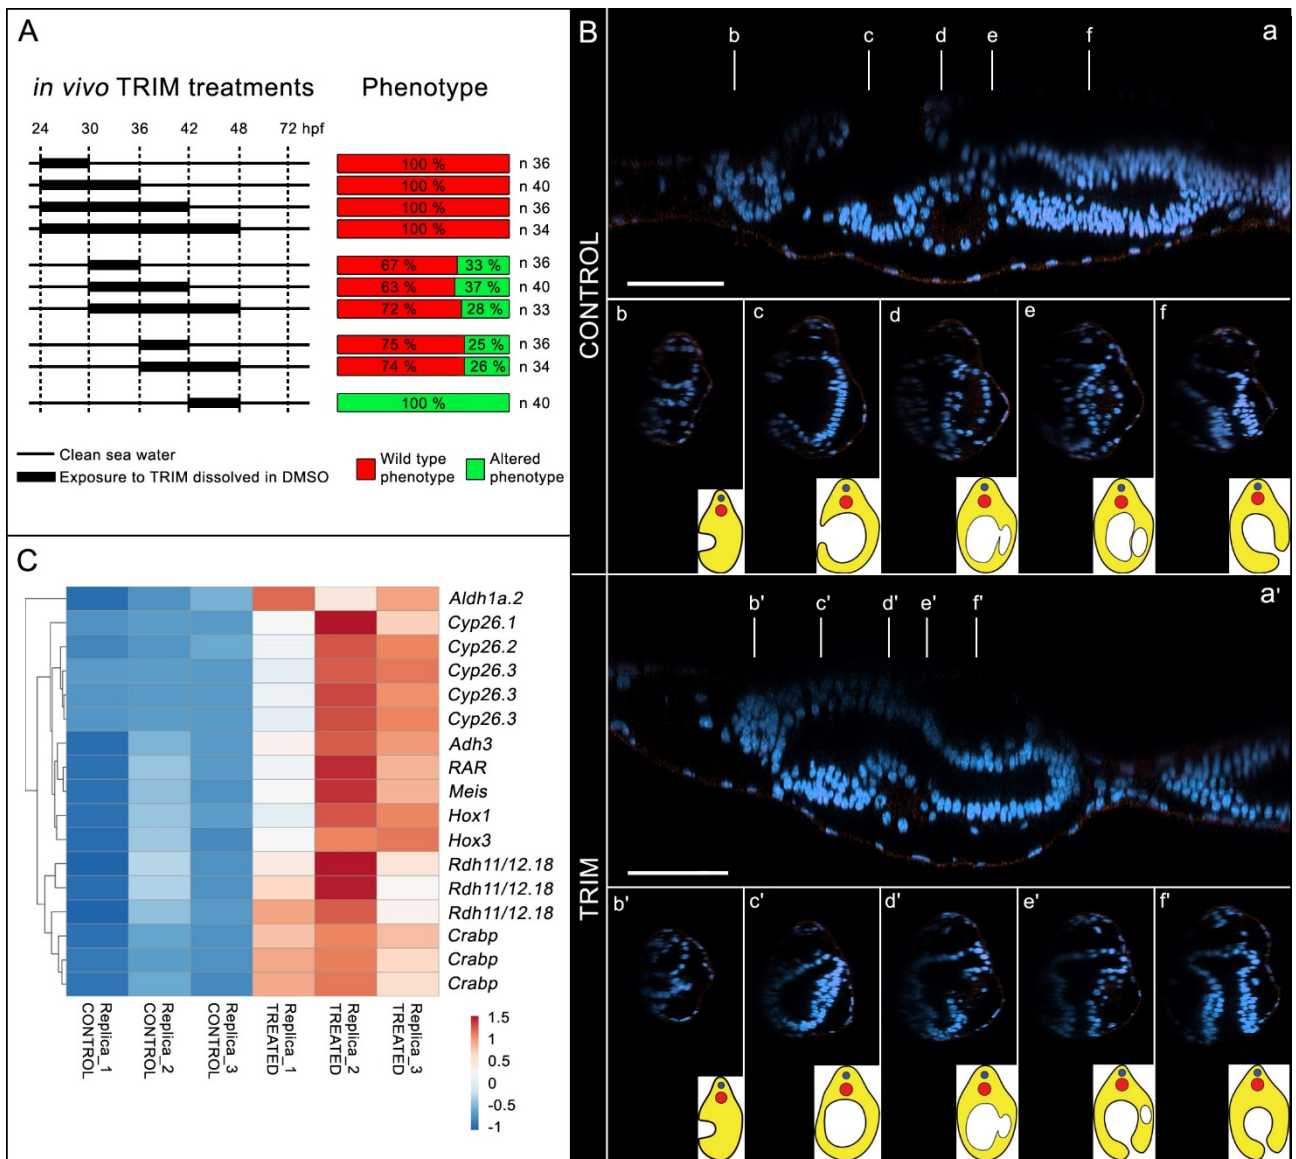 A
in vivo TRIM treatments
Phenotype
24 30 36 42 48 72 hpf
100 % n 36
100 % n 40
100 % n 36
100 % n 34
67 % 33 % n 36
63 % 37 % n 40
72 % 28 % n 33
75 % 25 % n 36
74 % 26 % n 34
100 % n 40
Clean sea water
Exposure to TRIM dissolved in DMSO
Wild type phenotype
Altered phenotype
B
CONTROL
b c d e f a
b c d e f
TRIM
b' c' d' e' f' a'
b' c' d' e' f'
C
Aldh1a.2
Cyp26.1
Cyp26.2
Cyp26.3
Cyp26.3
Cyp26.3
Adh3
RAR
Meis
Hox1
Hox3
Rdh11/12.18
Rdh11/12.18
Rdh11/12.18
Crabp
Crabp
Crabp
Replica_1 CONTROL
Replica_2 CONTROL
Replica_3 CONTROL
Replica_1 TREATED
Replica_2 TREATED
Replica_3 TREATED
1.5
1
0.5
0
-0.5
-1